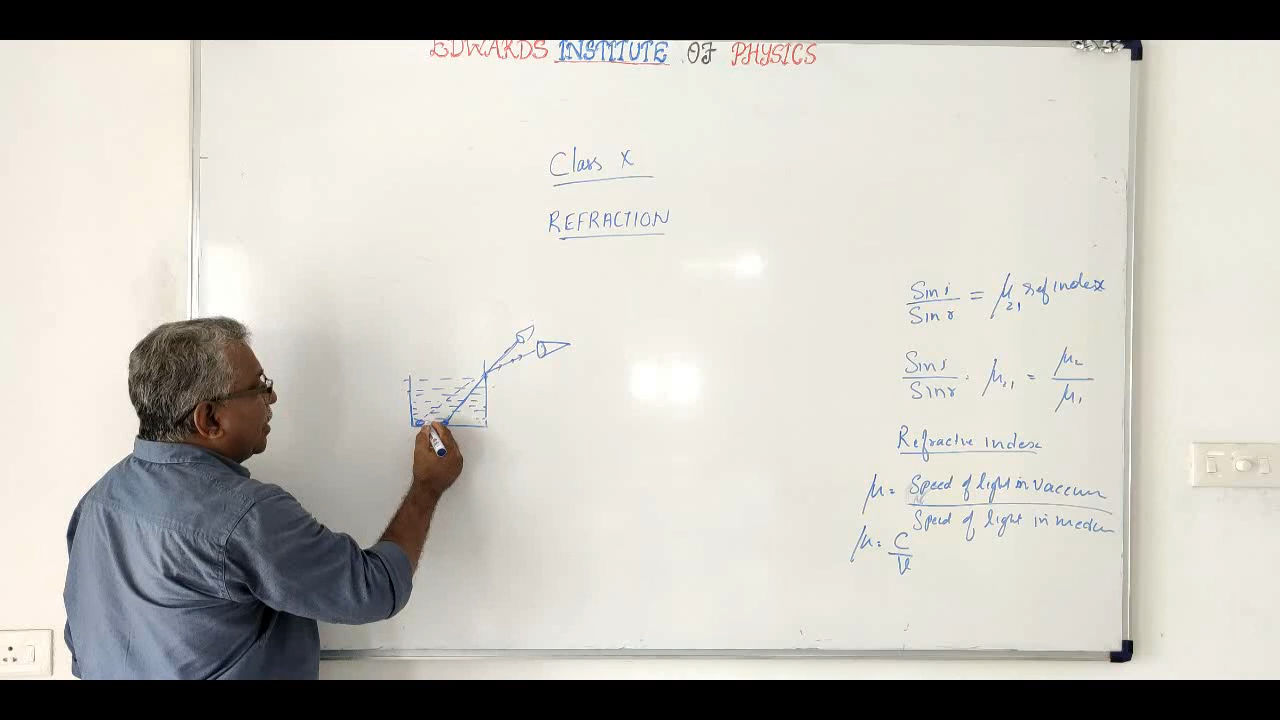 EDWARDS INSTITUTE OF PHYSICS
Class X
REFRACTION
Sin i / Sin r = μ21 ref index
Sin i / Sin r = μ21 = μ2 / μ1
Refractive index
μ = Speed of light in vaccum / Speed of light in medium
μ = C / V